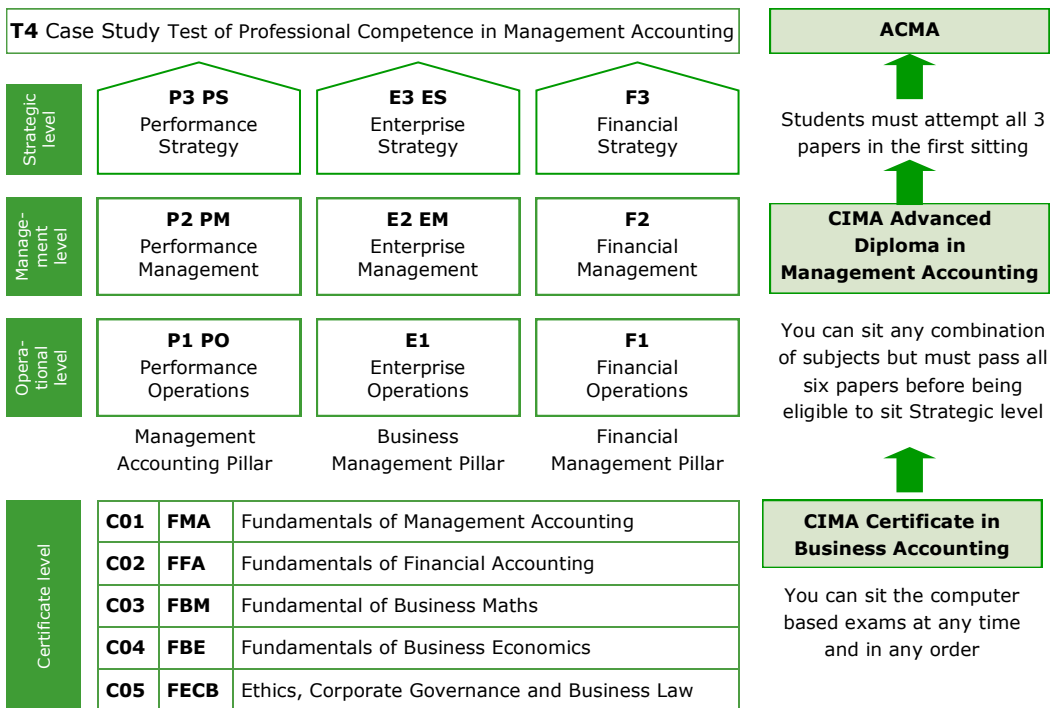 T4 Case Study Test of Professional Competence in Management Accounting
ACMA
Strategic
level
P3 PS
Performance
Strategy
E3 ES
Enterprise
Strategy
F3
Financial
Strategy
Students must attempt all 3
papers in the first sitting
Manage-
ment
level
P2 PM
Performance
Management
E2 EM
Enterprise
Management
F2
Financial
Management
CIMA Advanced
Diploma in
Management Accounting
Opera-
tional
level
P1 PO
Performance
Operations
E1
Enterprise
Operations
F1
Financial
Operations
You can sit any combination
of subjects but must pass all
six papers before being
eligible to sit Strategic level
Management
Accounting Pillar
Business
Management Pillar
Financial
Management Pillar
Certificate level
C01 FMA Fundamentals of Management Accounting
C02 FFA Fundamentals of Financial Accounting
C03 FBM Fundamental of Business Maths
C04 FBE Fundamentals of Business Economics
C05 FECB Ethics, Corporate Governance and Business Law
CIMA Certificate in
Business Accounting
You can sit the computer
based exams at any time
and in any order